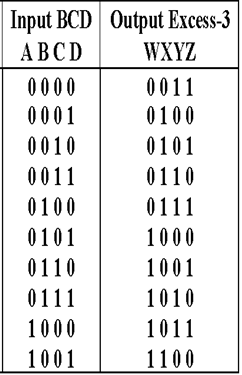 Input BCD Output Excess-3
A B C D WXYZ
0 0 0 0 0 0 1 1
0 0 0 1 0 1 0 0
0 0 1 0 0 1 0 1
0 0 1 1 0 1 1 0
0 1 0 0 0 1 1 1
0 1 0 1 1 0 0 0
0 1 1 0 1 0 0 1
0 1 1 1 1 0 1 0
1 0 0 0 1 0 1 1
1 0 0 1 1 1 0 0